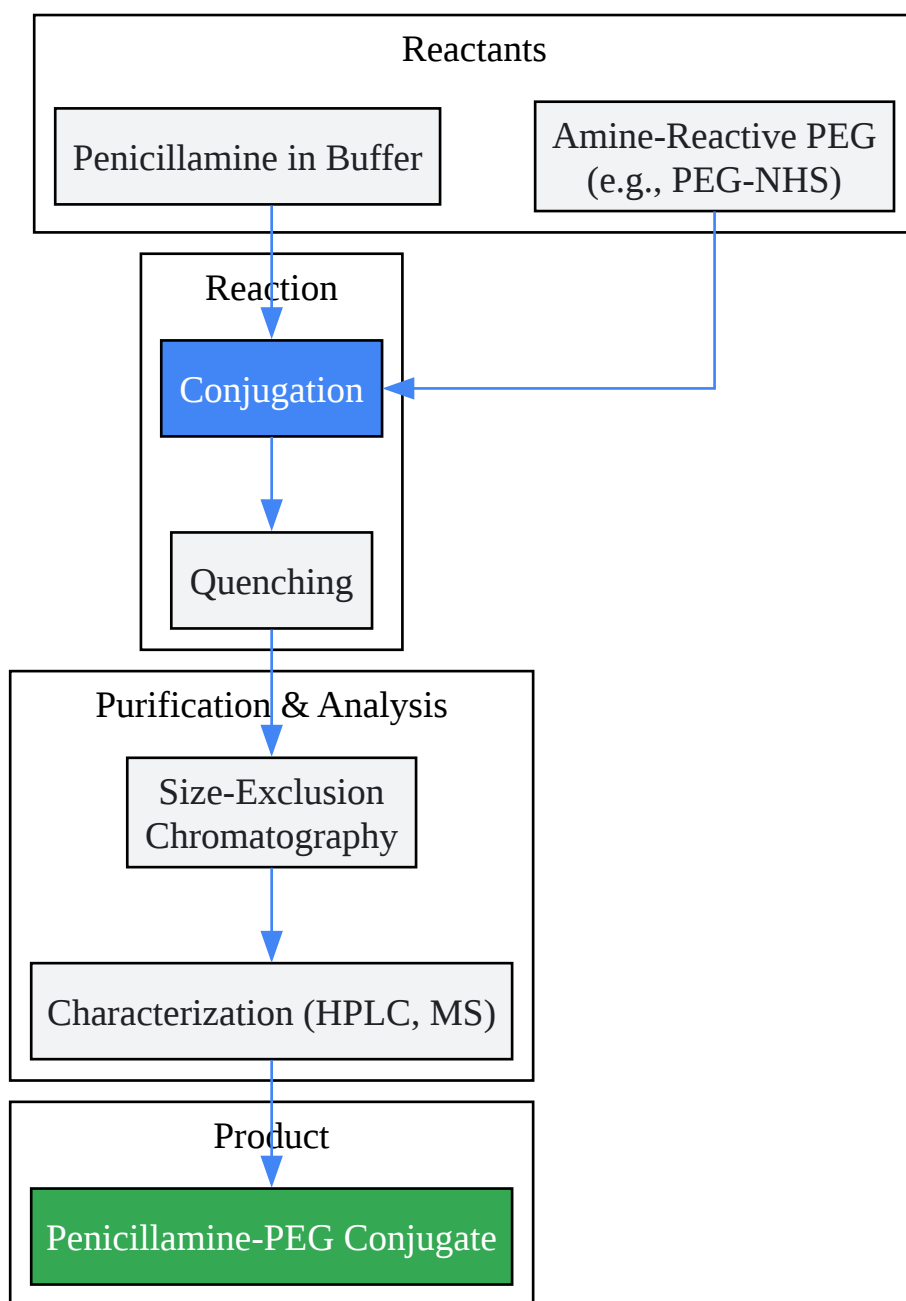 Reactants
Penicillamine in Buffer
Amine-Reactive PEG
(e.g., PEG-NHS)
Reaction
Conjugation
Quenching
Purification & Analysis
Size-Exclusion
Chromatography
Characterization (HPLC, MS)
Product
Penicillamine-PEG Conjugate